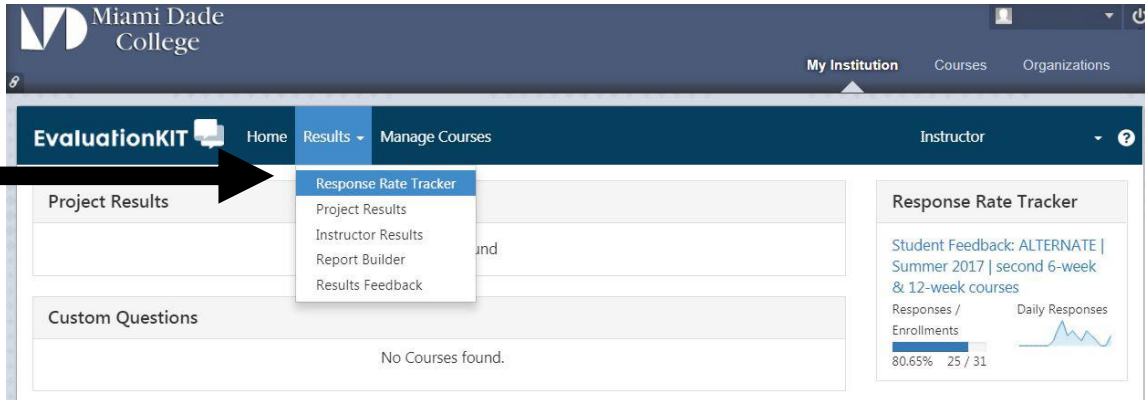 Miami Dade
College
My Institution Courses Organizations
EvaluationKIT Home Results Manage Courses Instructor ?
Response Rate Tracker
Project Results
Instructor Results
Report Builder
Results Feedback
Project Results
und
Custom Questions
No Courses found.
Response Rate Tracker
Student Feedback: ALTERNATE |
Summer 2017 | second 6-week
& 12-week courses
Responses / Daily Responses
Enrollments
80.65% 25 / 31